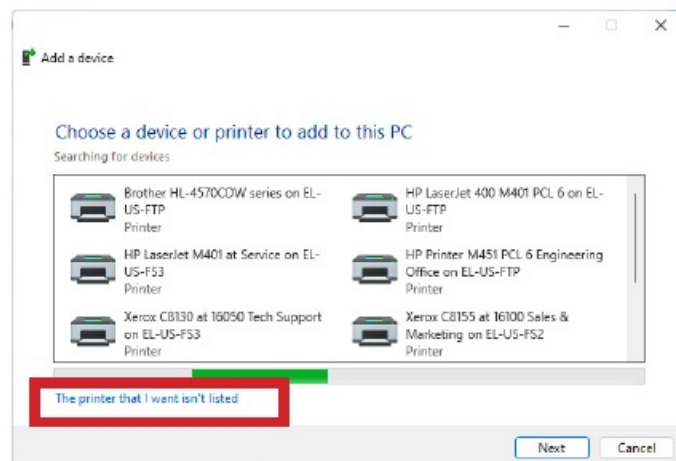 Add a device
Choose a device or printer to add to this PC
Searching for devices
Brother HL-4570CDW series on EL-
US-FTP
Printer
HP LaserJet 400 M401 PCL 6 on EL-
US-FTP
Printer
HP LaserJet M401 at Service on EL-
US-FS3
Printer
HP Printer M451 PCL 6 Engineering
Office on EL-US-FTP
Printer
Xerox C8130 at 16050 Tech Support
on EL-US-FS3
Printer
Xerox C8155 at 16100 Sales &
Marketing on EL-US-FS2
Printer
The printer that I want isn't listed
Next
Cancel